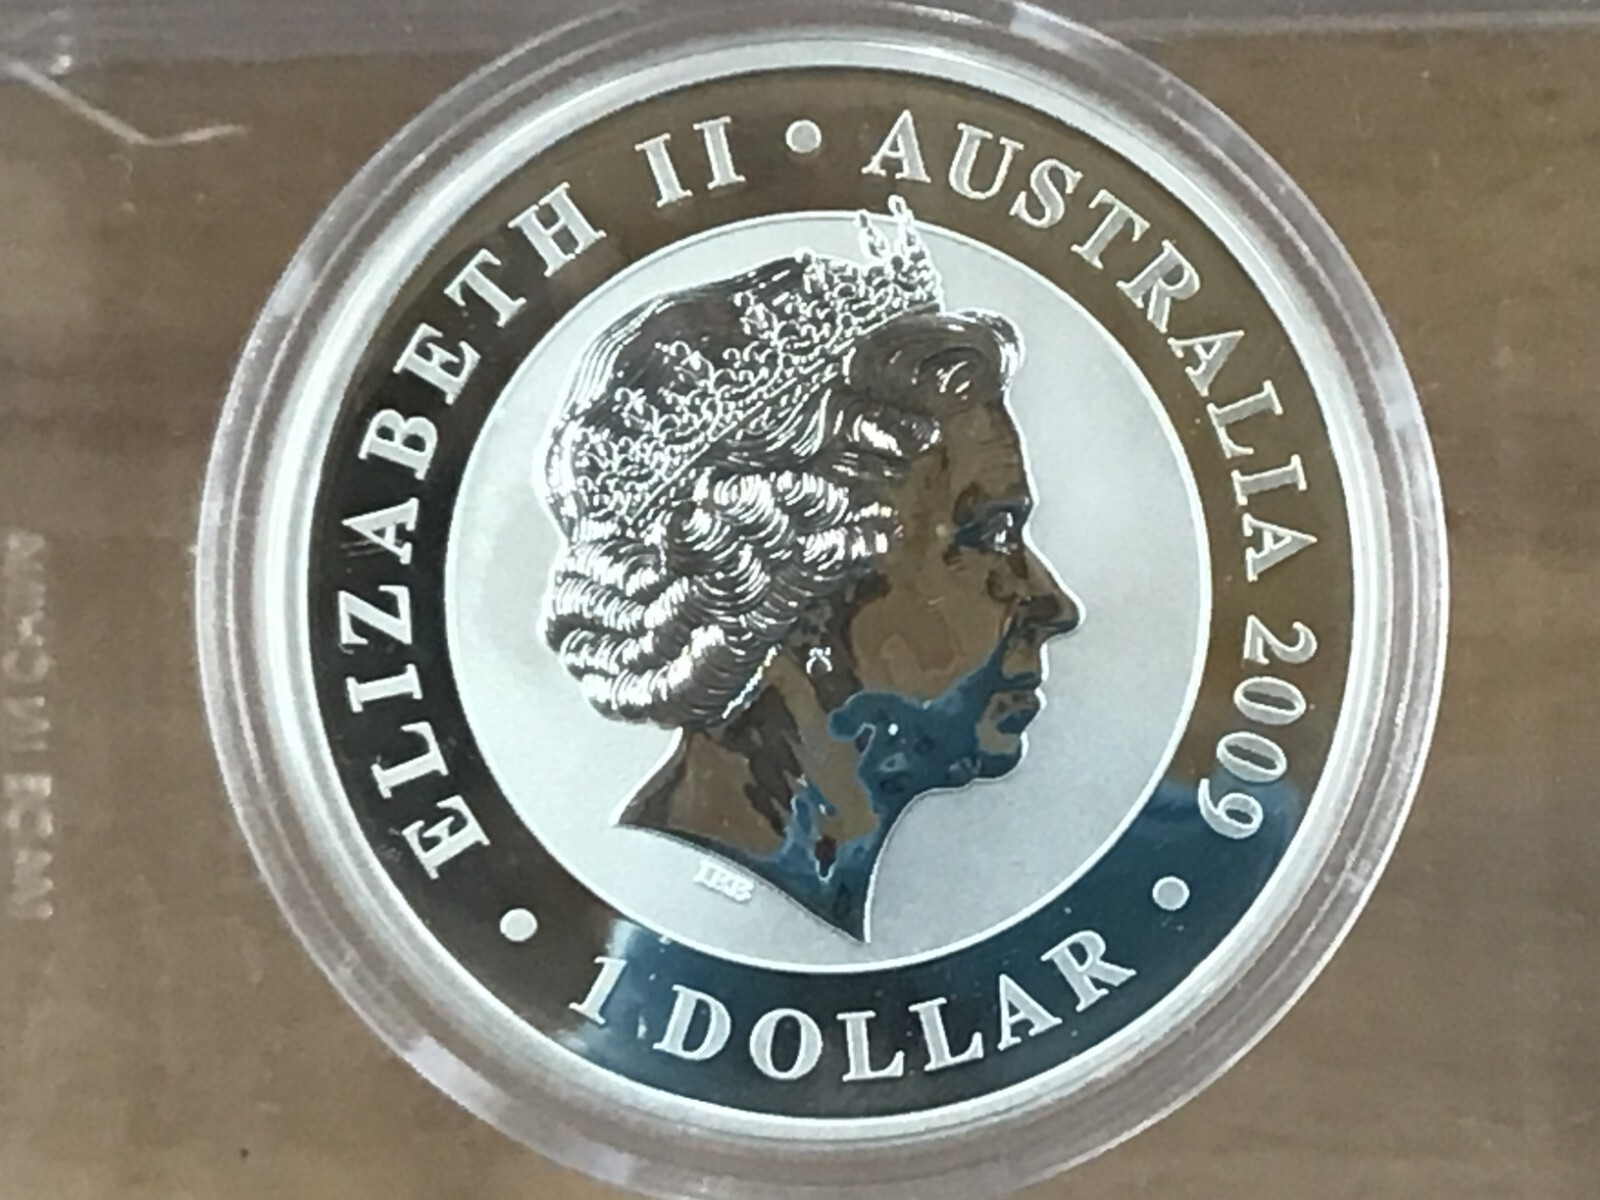 ELIZABETH II • AUSTRALIA 2009 •
1 DOLLAR •
IRB